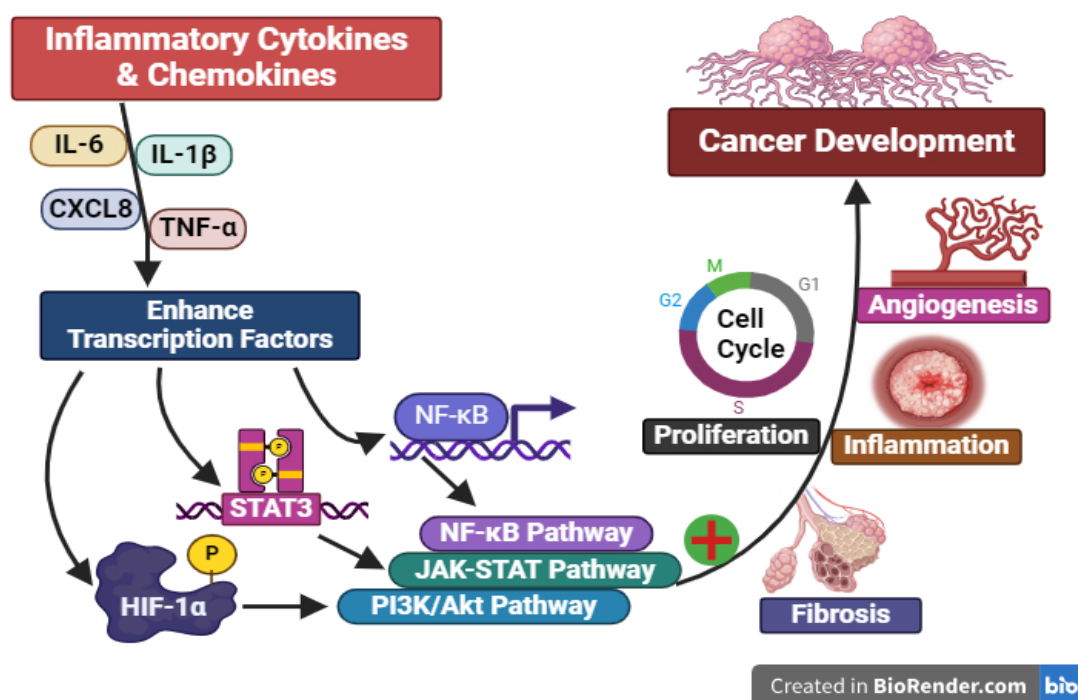 Inflammatory Cytokines
& Chemokines
IL-6
IL-1β
CXCL8
TNF-α
Enhance
Transcription Factors
NF-κB
P
P
STAT3
P
HIF-1α
NF-κB Pathway
JAK-STAT Pathway
PI3K/Akt Pathway
Cancer Development
M
G1
G2
Cell
Cycle
S
Proliferation
Angiogenesis
Inflammation
Fibrosis
Created in BioRender.com
bio